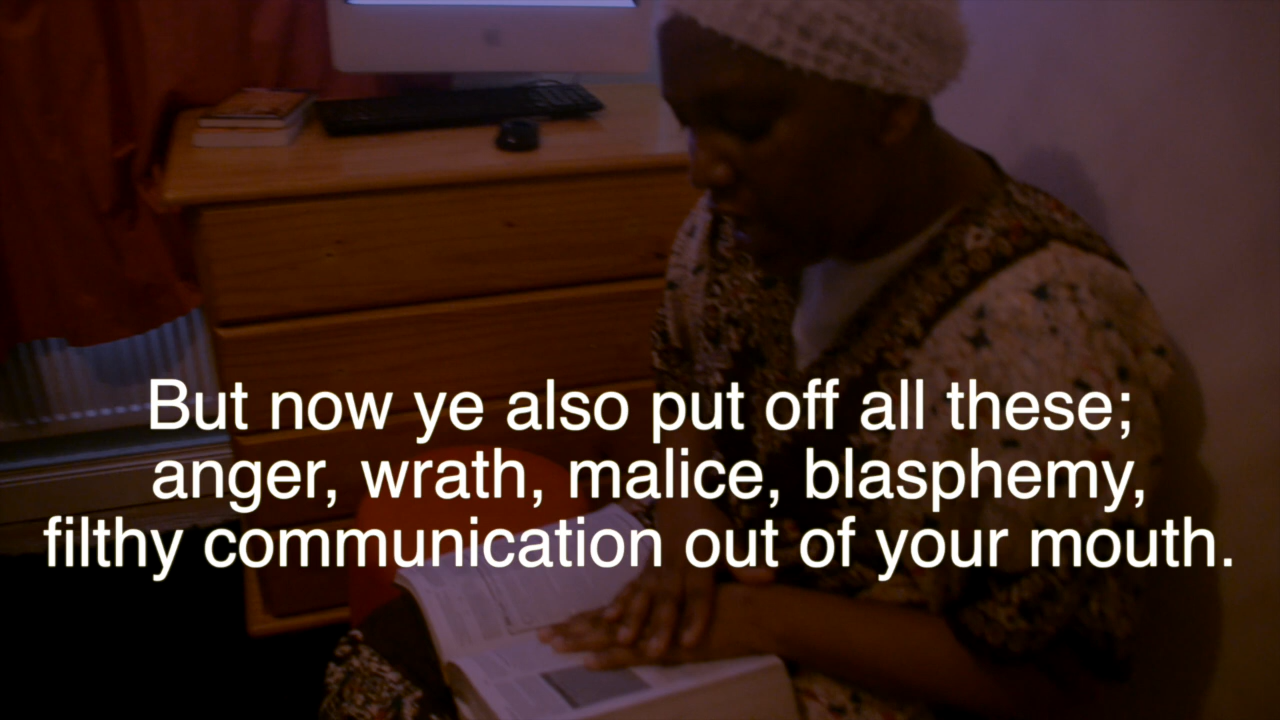 But now ye also put off all these;
anger, wrath, malice, blasphemy,
filthy communication out of your mouth.